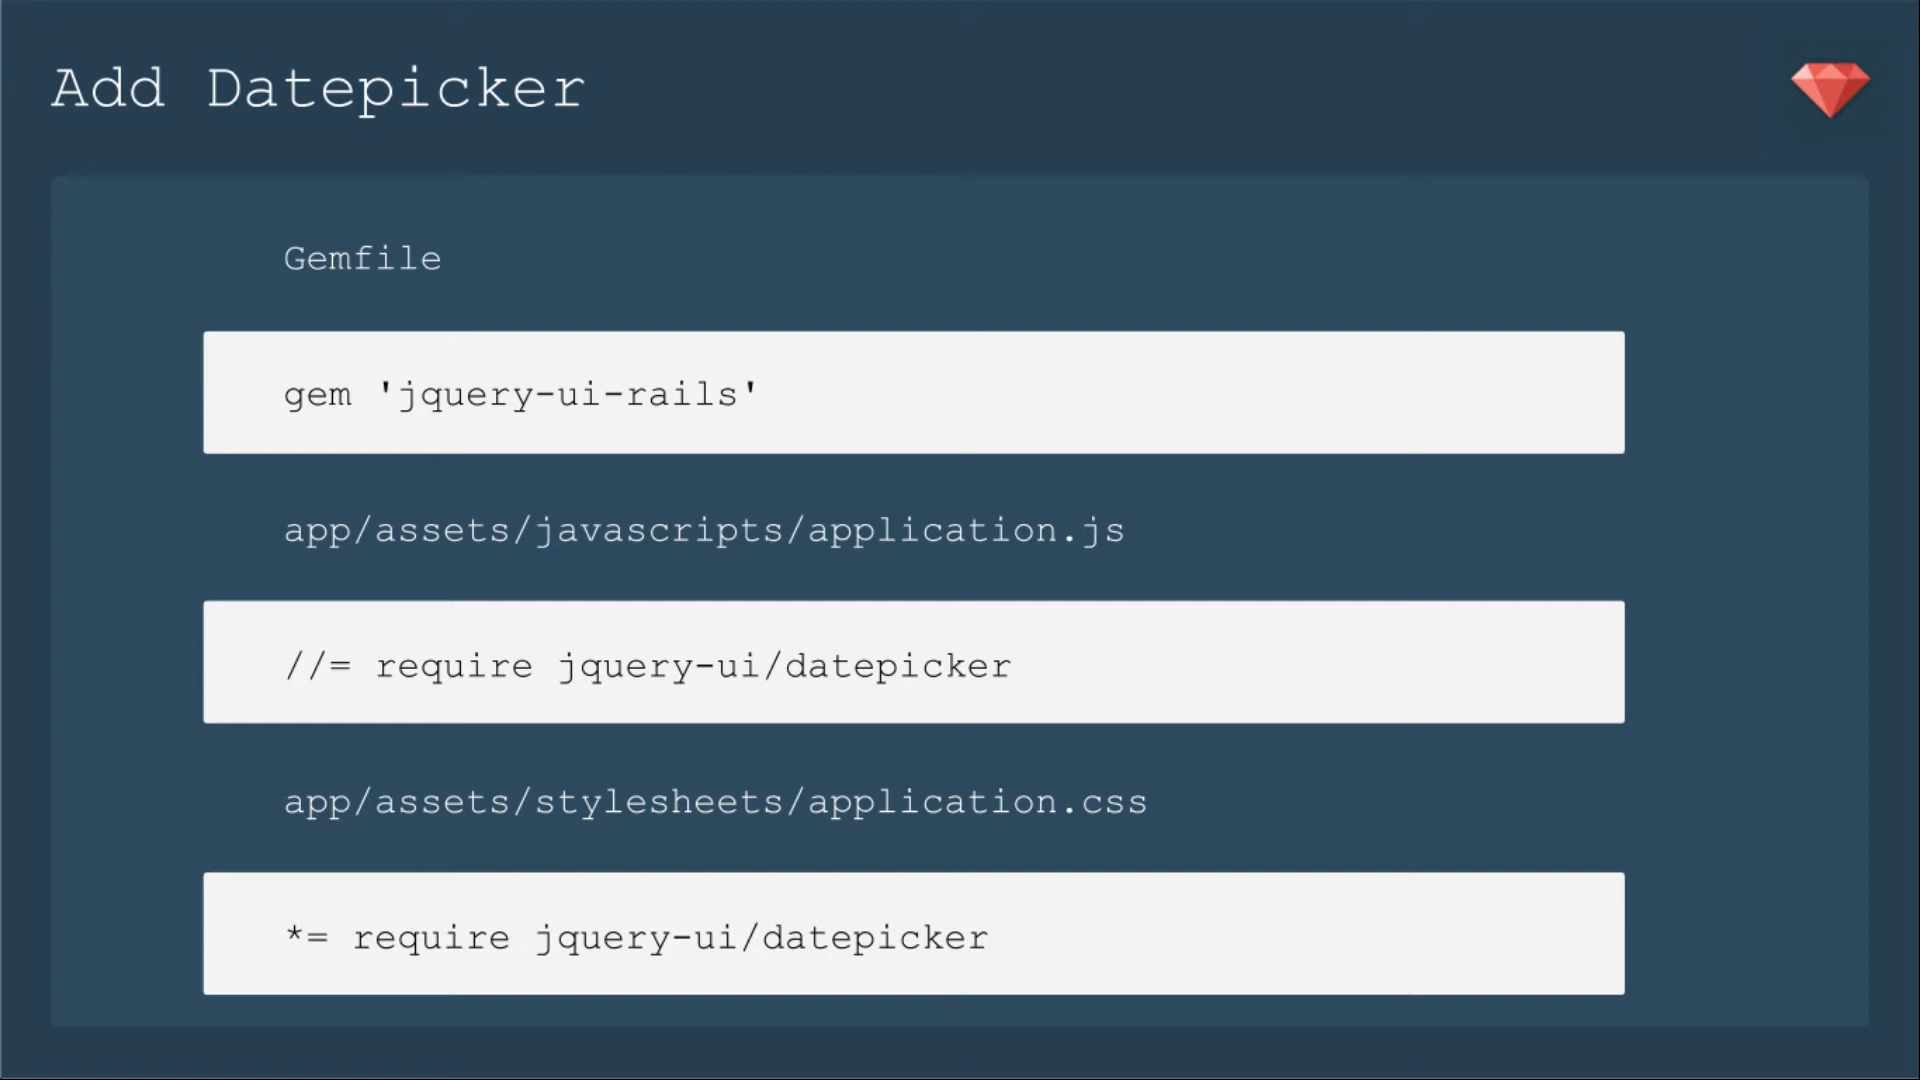 Add Datepicker
Gemfile
gem 'jquery-ui-rails'
app/assets/javascripts/application.js
//= require jquery-ui/datepicker
app/assets/stylesheets/application.css
*= require jquery-ui/datepicker